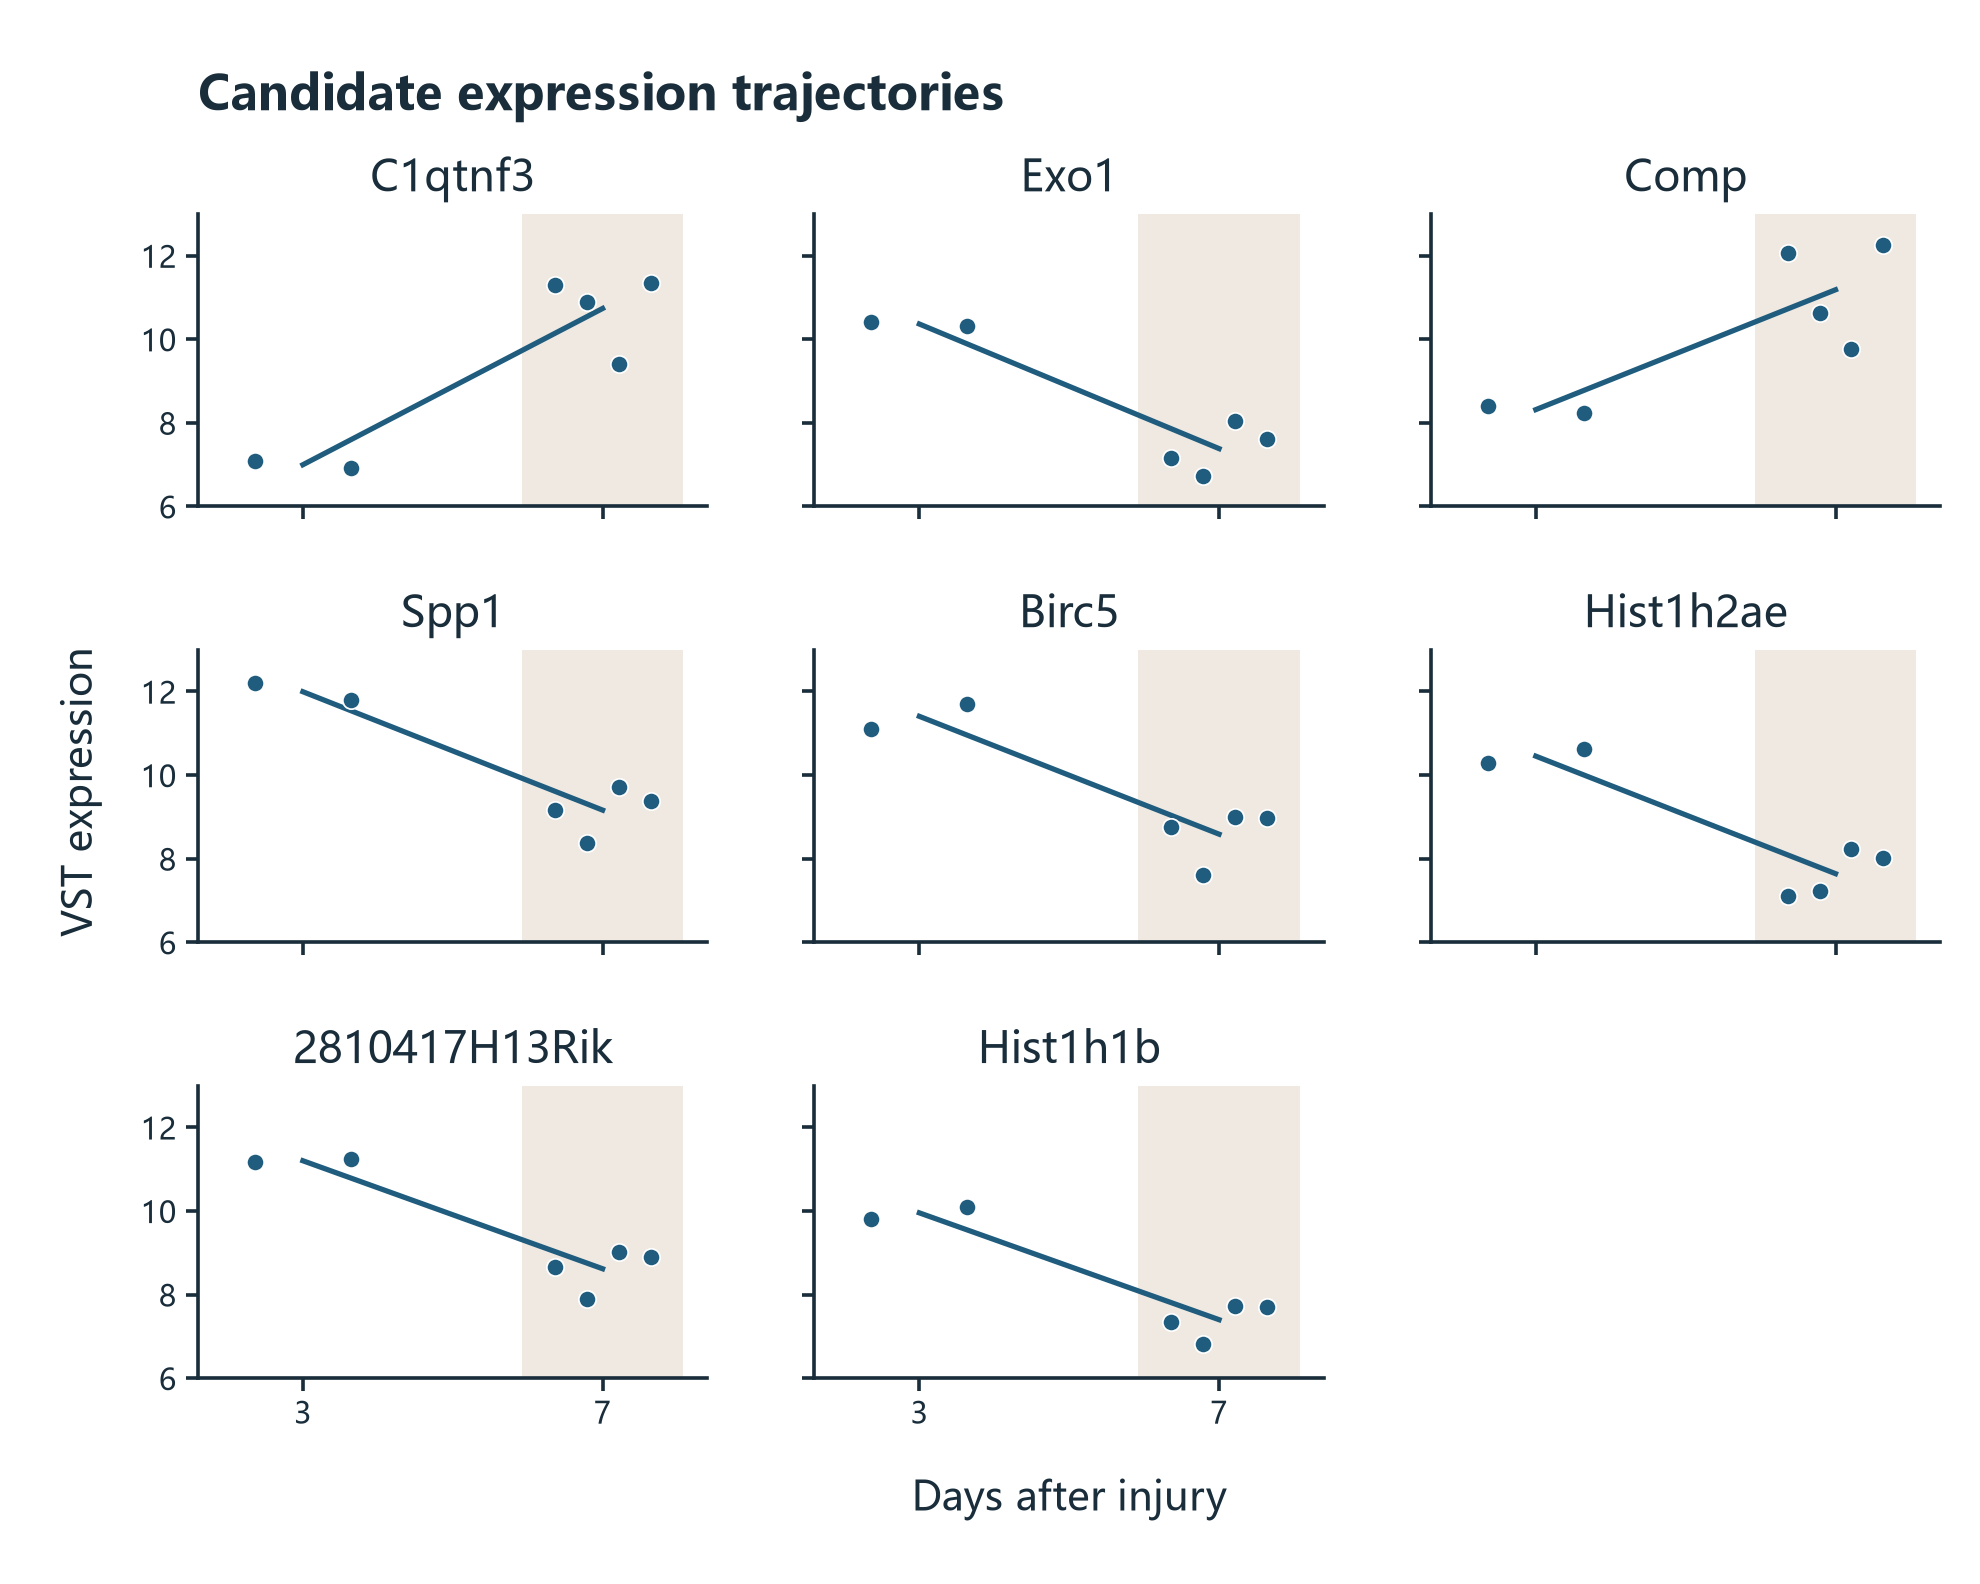 Candidate expression trajectories
C1qtnf3
Exo1
Comp
12
10
8
6
Spp1
Birc5
Hist1h2ae
VST expression
12
10
8
6
2810417H13Rik
Hist1h1b
12
10
8
6
3
7
3
7
Days after injury